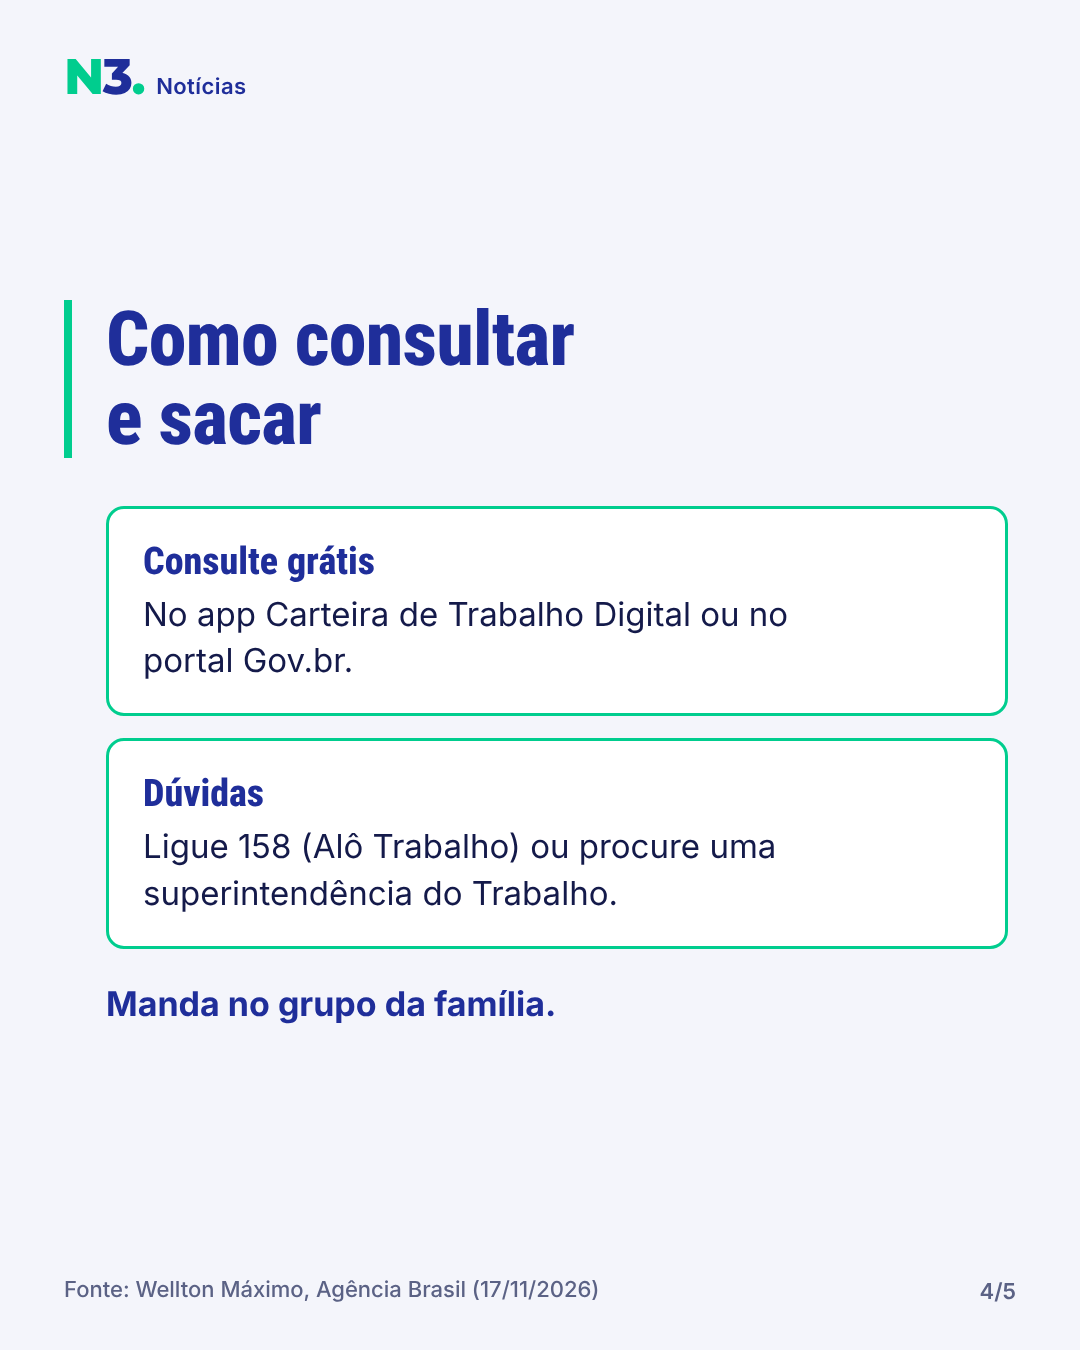 N3. Notícias
Como consultar
e sacar
Consulte grátis
No app Carteira de Trabalho Digital ou no
portal Gov.br.
Dúvidas
Ligue 158 (Alô Trabalho) ou procure uma
superintendência do Trabalho.
Manda no grupo da família.
Fonte: Wellton Máximo, Agência Brasil (17/11/2026)
4/5